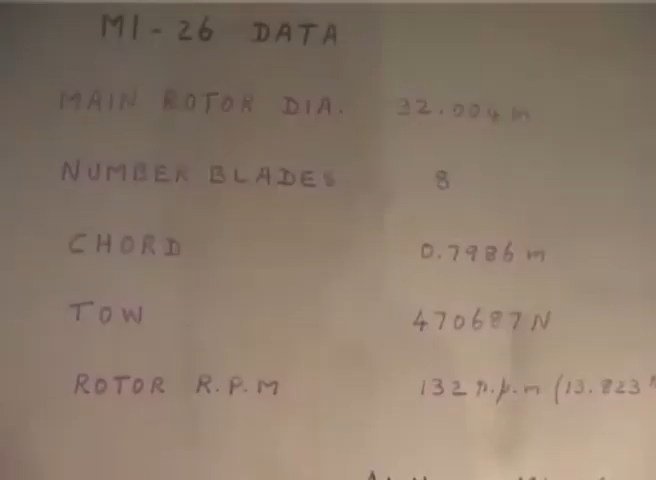 MI-26 DATA
MAIN ROTOR DIA. 32.004 m
NUMBER BLADES 8
CHORD 0.7986 m
TOW 470687 N
ROTOR R.P.M 132 r.p.m (13.823